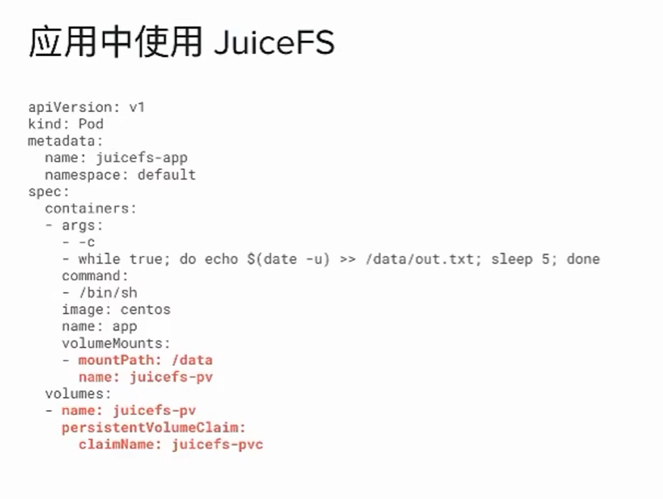 应用中使用 JuiceFS
apiVersion: v1
kind: Pod
metadata:
  name: juicefs-app
  namespace: default
spec:
  containers:
  - args:
    - -c
    - while true; do echo $(date -u) >> /data/out.txt; sleep 5; done
    command:
    - /bin/sh
    image: centos
    name: app
    volumeMounts:
    - mountPath: /data
      name: juicefs-pv
  volumes:
  - name: juicefs-pv
    persistentVolumeClaim:
      claimName: juicefs-pvc